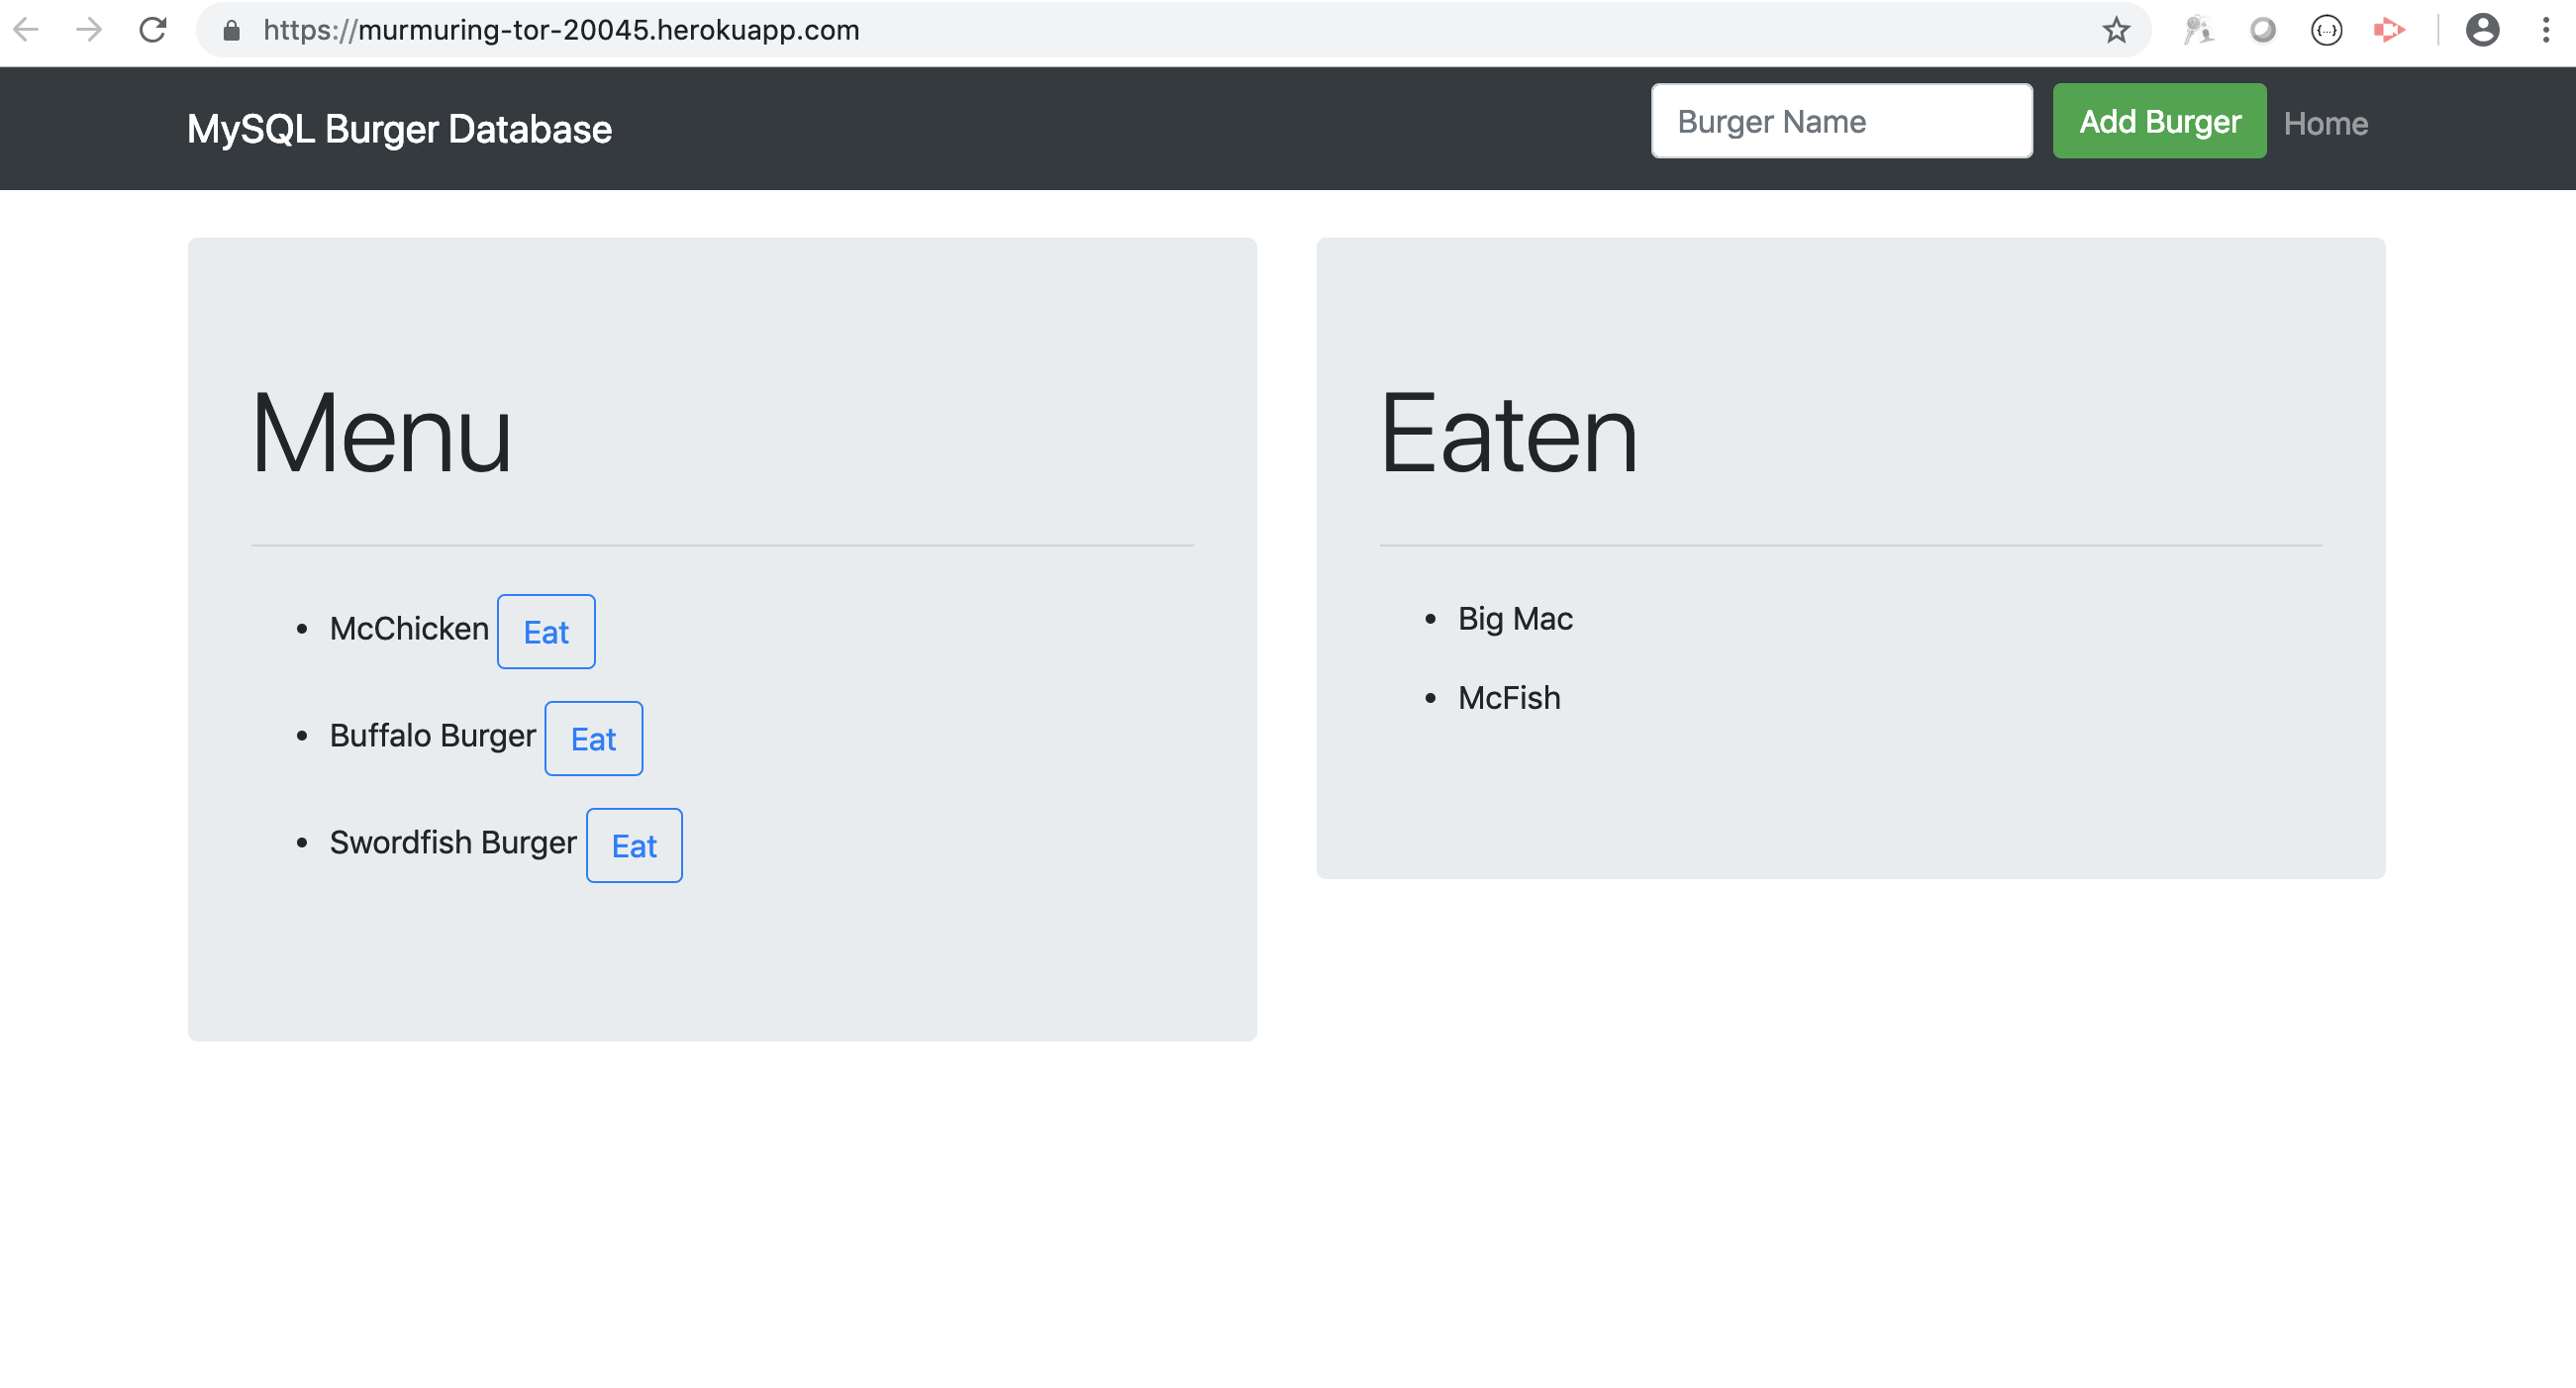 https://murmuring-tor-20045.herokuapp.com
MySQL Burger Database
Burger Name
Add Burger
Home
Menu
McChicken Eat
Buffalo Burger Eat
Swordfish Burger Eat
Eaten
Big Mac
McFish